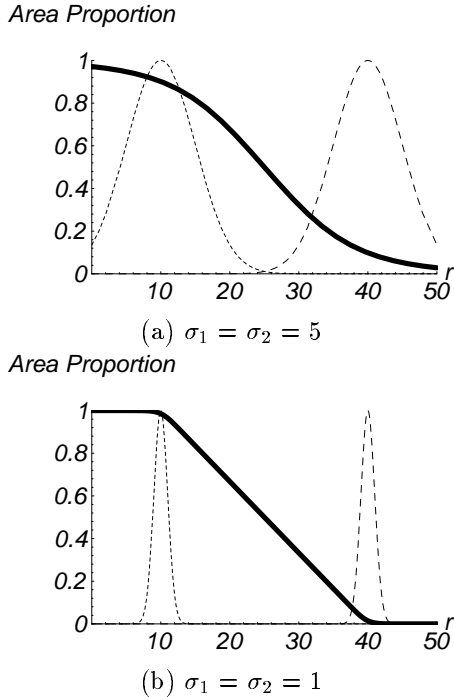 Area Proportion
1
0.8
0.6
0.4
0.2
0
10 20 30 40 50
r
(a) σ₁ = σ₂ = 5
Area Proportion
1
0.8
0.6
0.4
0.2
0
10 20 30 40 50
r
(b) σ₁ = σ₂ = 1